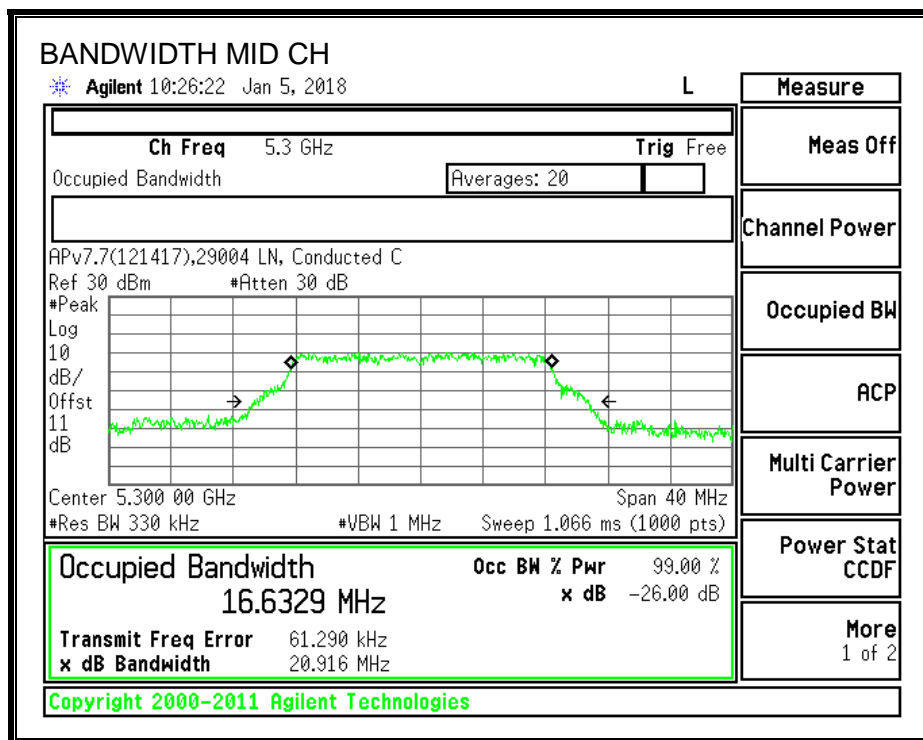 BANDWIDTH MID CH
Agilent 10:26:22 Jan 5, 2018 L
Measure
Ch Freq 5.3 GHz Trig Free
Occupied Bandwidth Averages: 20
APv7.7(121417),29004 LN, Conducted C
Ref 30 dBm #Atten 30 dB
#Peak
Log
10
dB/
Offst
11
dB
Center 5.300 00 GHz Span 40 MHz
#Res BW 330 kHz #VBW 1 MHz Sweep 1.066 ms (1000 pts)
Occupied Bandwidth Occ BW % Pwr 99.00 %
16.6329 MHz x dB -26.00 dB
Transmit Freq Error 61.290 kHz
x dB Bandwidth 20.916 MHz
Copyright 2000-2011 Agilent Technologies
Meas Off
Channel Power
Occupied BW
ACP
Multi Carrier
Power
Power Stat
CCDF
More
1 of 2